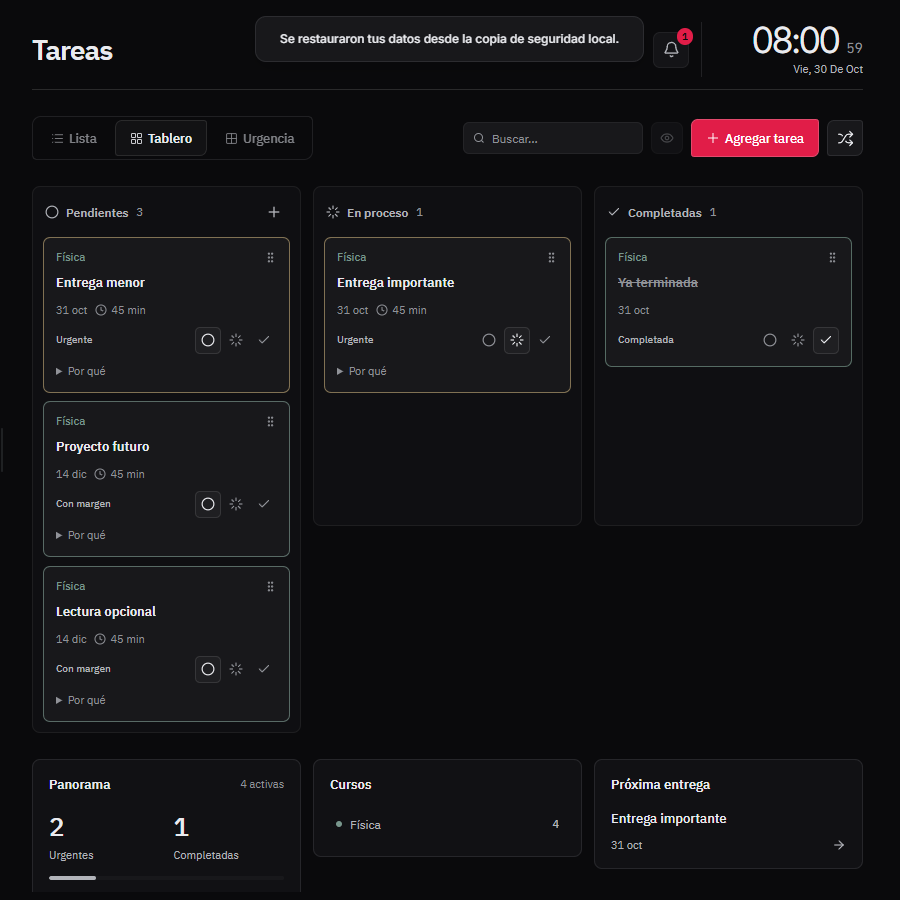 Tareas
Se restauraron tus datos desde la copia de seguridad local.
1
08:00 59
Vie, 30 De Oct
Lista
Tablero
Urgencia
Buscar...
Agregar tarea
Pendientes 3
Física
Entrega menor
31 oct 45 min
Urgente
Por qué
Física
Proyecto futuro
14 dic 45 min
Con margen
Por qué
Física
Lectura opcional
14 dic 45 min
Con margen
Por qué
En proceso 1
Física
Entrega importante
31 oct 45 min
Urgente
Por qué
Completadas 1
Física
Ya terminada
31 oct
Completada
Panorama 4 activas
2 1
Urgentes Completadas
Cursos
Física 4
Próxima entrega
Entrega importante
31 oct